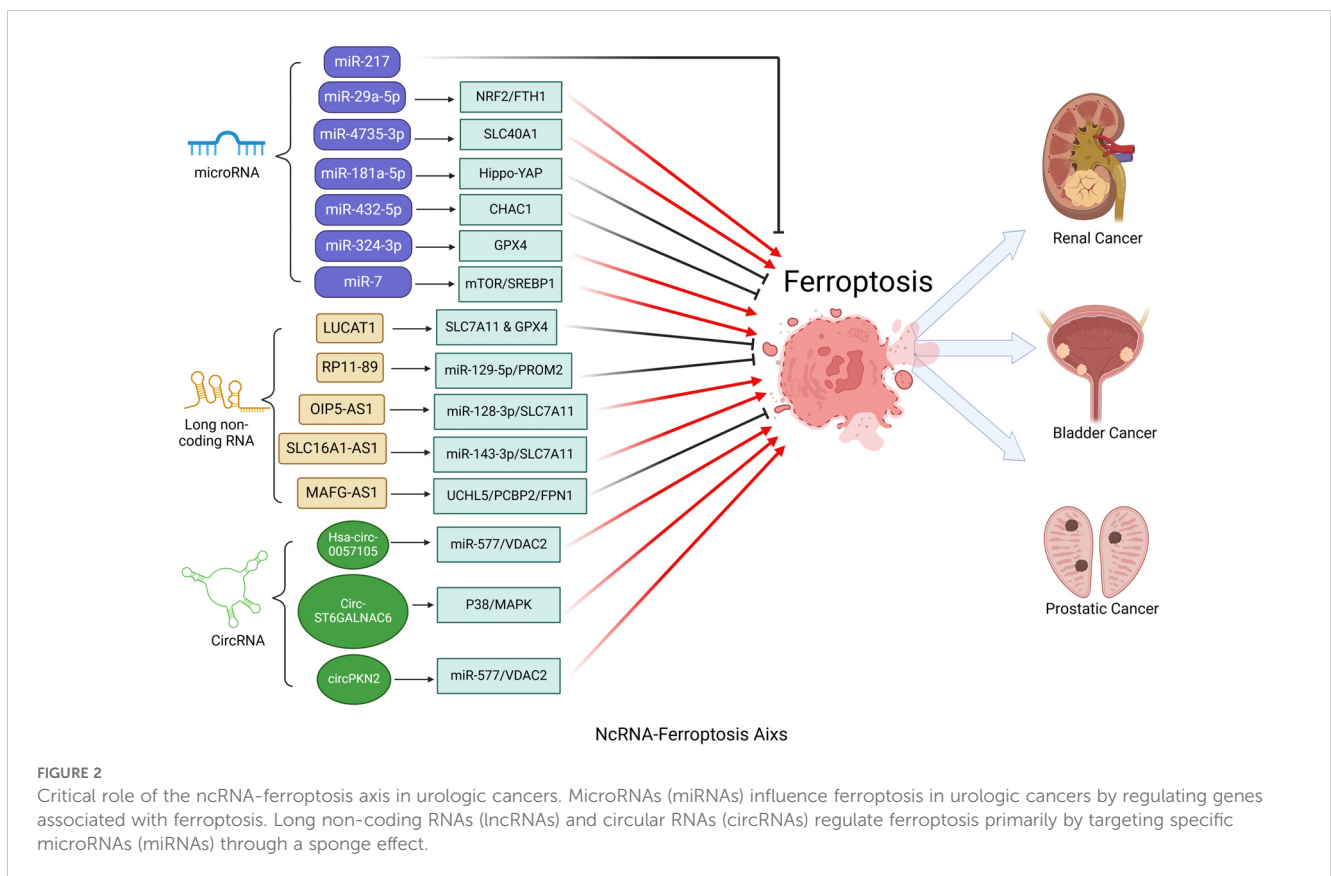 miR-217
miR-29a-5p
NRF2/FTH1
miR-4735-3p
SLC40A1
microRNA
miR-181a-5p
Hippo-YAP
miR-432-5p
CHAC1
miR-324-3p
GPX4
miR-7
mTOR/SREBP1
LUCAT1
SLC7A11 & GPX4
RP11-89
miR-129-5p/PROM2
OIP5-AS1
miR-128-3p/SLC7A11
Long non-
coding RNA
SLC16A1-AS1
miR-143-3p/SLC7A11
MAFG-AS1
UCHL5/PCBP2/FPN1
Hsa-circ-
0057105
miR-577/VDAC2
Circ-
ST6GALNAC6
P38/MAPK
CircRNA
circPKN2
miR-577/VDAC2
Ferroptosis
Renal Cancer
Bladder Cancer
Prostatic Cancer
NcRNA-Ferroptosis Aixs
FIGURE 2
Critical role of the ncRNA-ferroptosis axis in urologic cancers. MicroRNAs (miRNAs) influence ferroptosis in urologic cancers by regulating genes
associated with ferroptosis. Long non-coding RNAs (lncRNAs) and circular RNAs (circRNAs) regulate ferroptosis primarily by targeting specific
microRNAs (miRNAs) through a sponge effect.